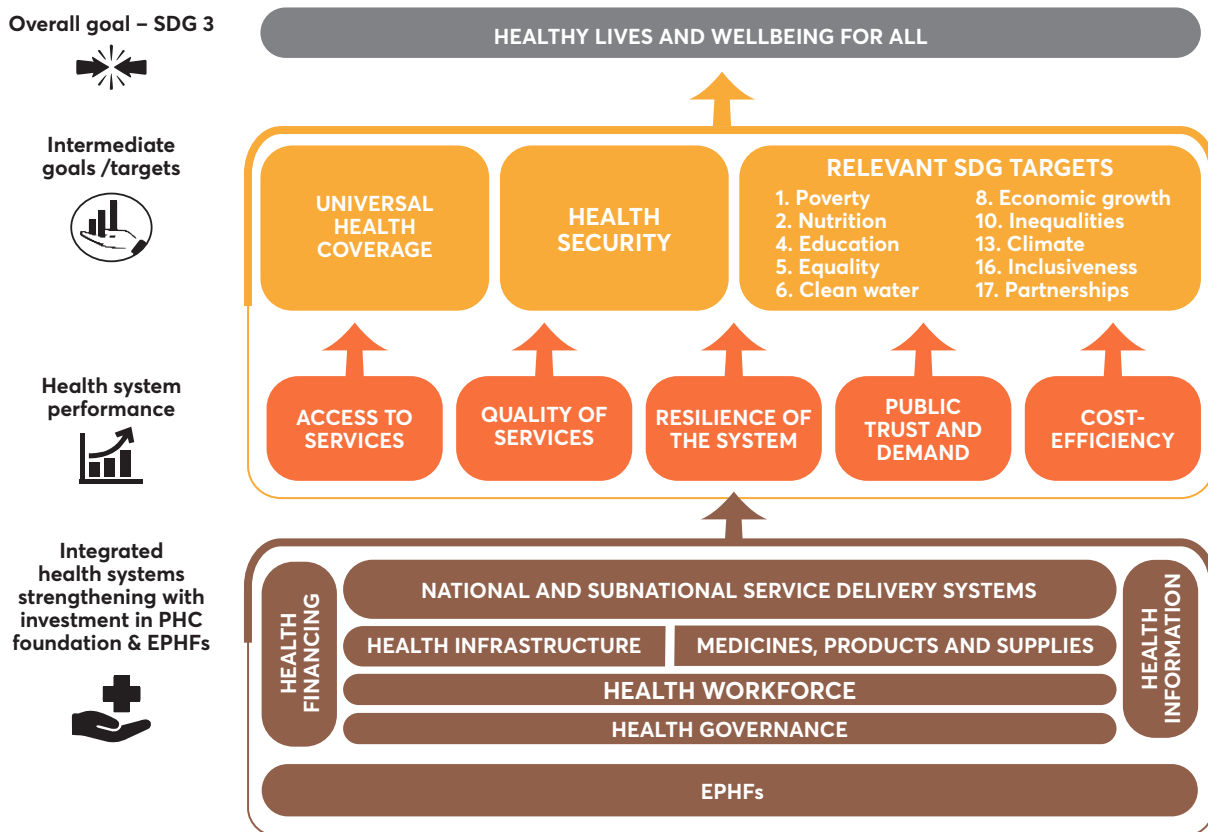 Overall goal – SDG 3
HEALTHY LIVES AND WELLBEING FOR ALL
Intermediate
goals /targets
UNIVERSAL
HEALTH
COVERAGE
HEALTH
SECURITY
RELEVANT SDG TARGETS
1. Poverty
2. Nutrition
4. Education
5. Equality
6. Clean water
8. Economic growth
10. Inequalities
13. Climate
16. Inclusiveness
17. Partnerships
Health system
performance
ACCESS TO
SERVICES
QUALITY OF
SERVICES
RESILIENCE OF
THE SYSTEM
PUBLIC
TRUST AND
DEMAND
COST-
EFFICIENCY
Integrated
health systems
strengthening with
investment in PHC
foundation & EPHFs
HEALTH
FINANCING
NATIONAL AND SUBNATIONAL SERVICE DELIVERY SYSTEMS
HEALTH INFRASTRUCTURE
MEDICINES, PRODUCTS AND SUPPLIES
HEALTH WORKFORCE
HEALTH GOVERNANCE
HEALTH
INFORMATION
EPHFs